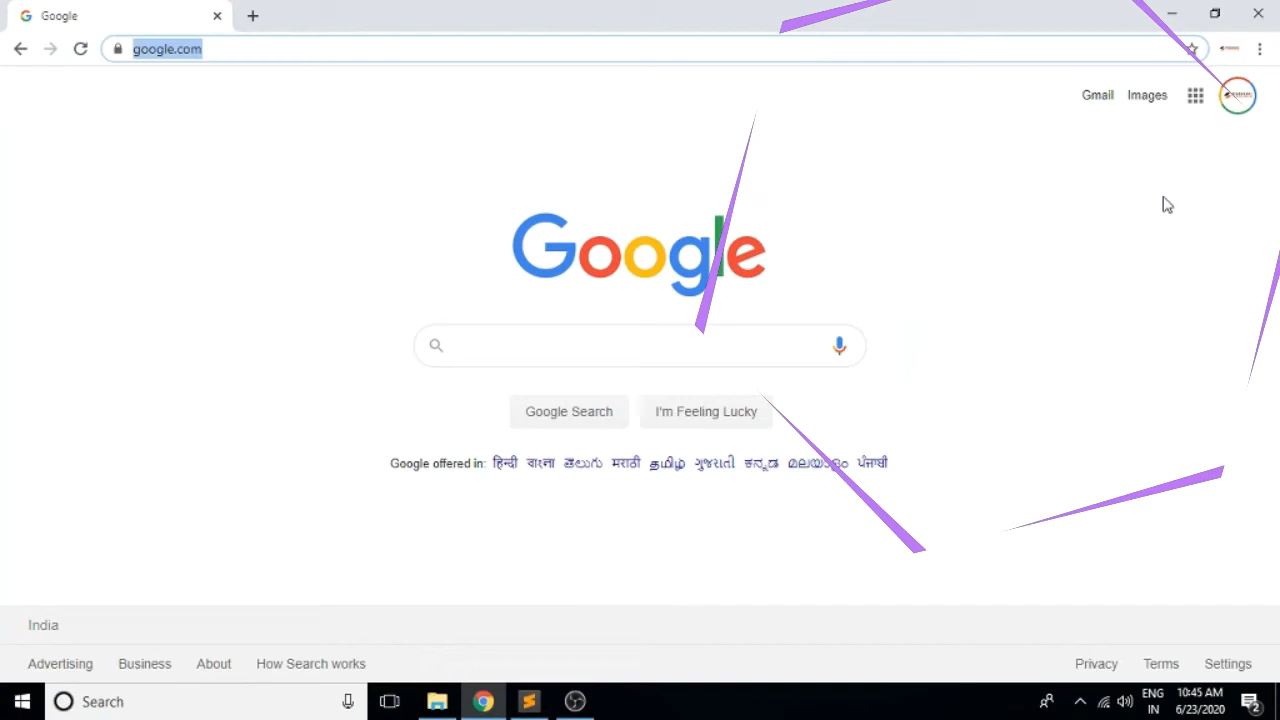 Google
google.com
Gmail Images
Google
Google Search I'm Feeling Lucky
Google offered in: हिन्दी বাংলা తెలుగు मराठी தமிழ் ગુજરાતી ಕನ್ನಡ മലയാളം ਪੰਜਾਬੀ
India
Advertising Business About How Search works Privacy Terms Settings
Search ENG 10:45 AM
IN 6/23/2020 2